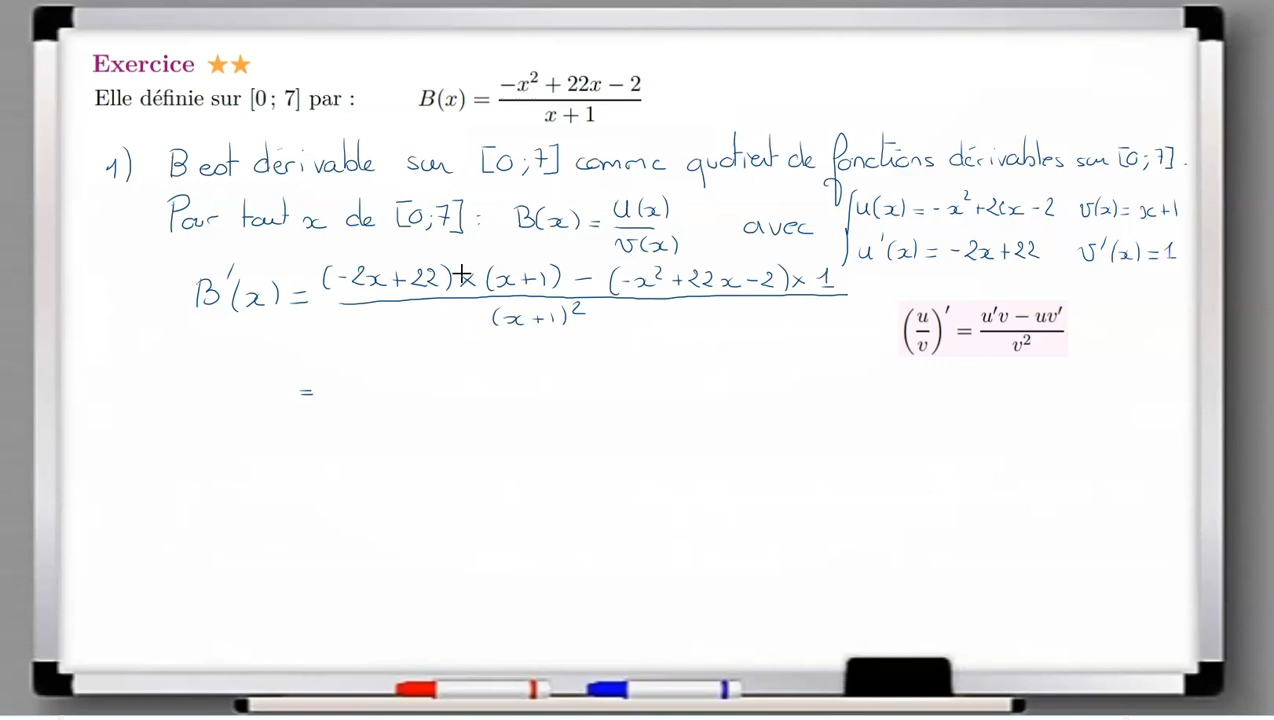 Exercice ★★
Elle définie sur [0 ; 7] par : B(x) = (-x² + 22x - 2)/(x + 1)
1) B est dérivable sur [0 ; 7] comme quotient de fonctions dérivables sur [0 ; 7].
Pour tout x de [0 ; 7] : B(x) = u(x)/v(x) avec { u(x) = -x² + 22x - 2 v(x) = x + 1
u'(x) = -2x + 22 v'(x) = 1
B'(x) = ((-2x + 22) × (x + 1) - (-x² + 22x - 2) × 1)/(x + 1)²
(u/v)' = (u'v - uv')/v²
=